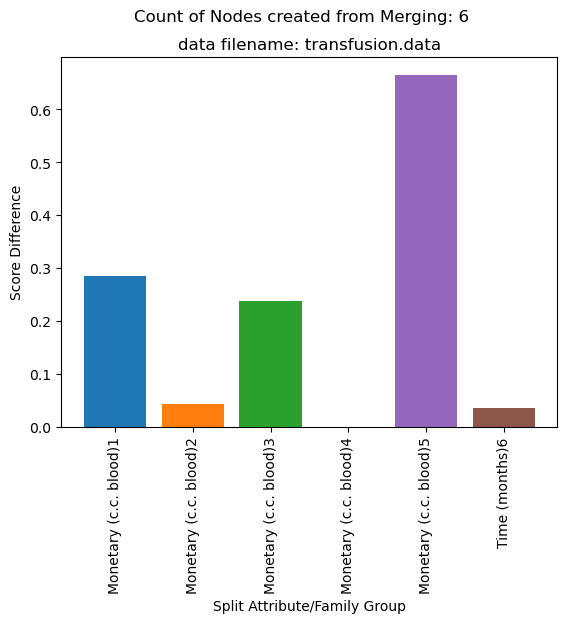 Count of Nodes created from Merging: 6
data filename: transfusion.data
Score Difference
0.6
0.5
0.4
0.3
0.2
0.1
0.0
Monetary (c.c. blood)1
Monetary (c.c. blood)2
Monetary (c.c. blood)3
Monetary (c.c. blood)4
Monetary (c.c. blood)5
Time (months)6
Split Attribute/Family Group